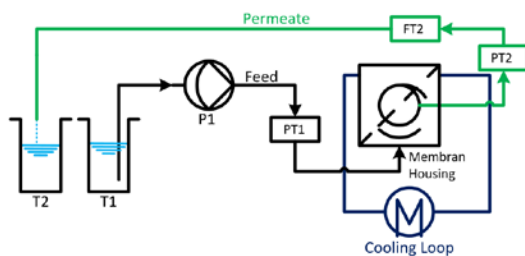 Permeate
FT2
PT2
Feed
P1
PT1
Membran
Housing
T2
T1
M
Cooling Loop